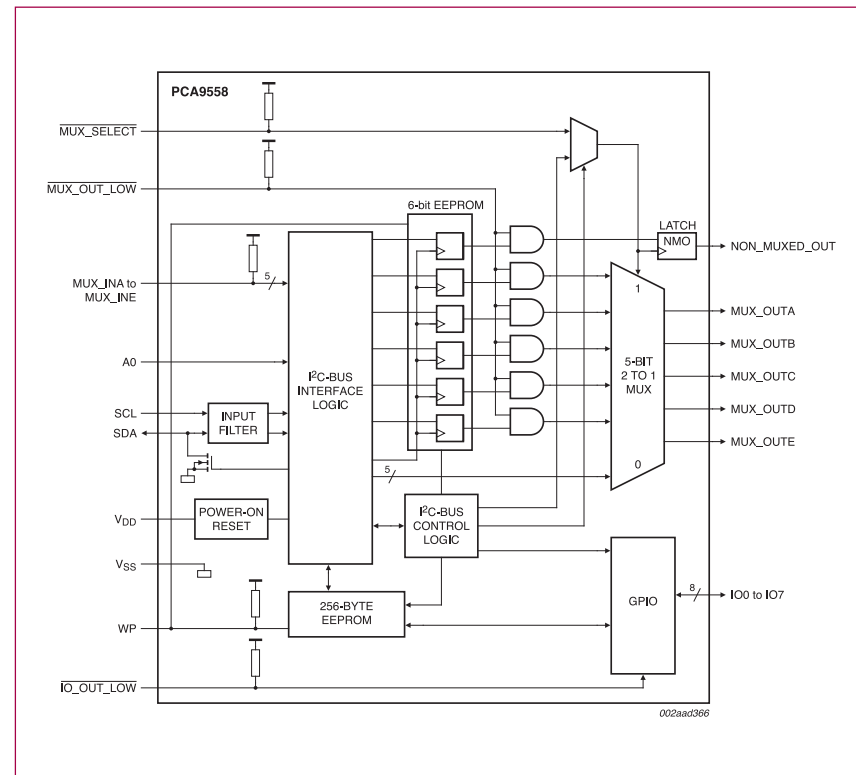 PCA9558
MUX_SELECT
MUX_OUT_LOW
6-bit EEPROM
LATCH
NMO
NON_MUXED_OUT
MUX_INA to
MUX_INE
5
1
MUX_OUTA
MUX_OUTB
A0
I²C-BUS
INTERFACE
LOGIC
5-BIT
2 TO 1
MUX
MUX_OUTC
SCL
SDA
INPUT
FILTER
MUX_OUTD
MUX_OUTE
5
0
VDD
POWER-ON
RESET
I²C-BUS
CONTROL
LOGIC
VSS
256-BYTE
EEPROM
GPIO
8
IO0 to IO7
WP
IO_OUT_LOW
002aad366